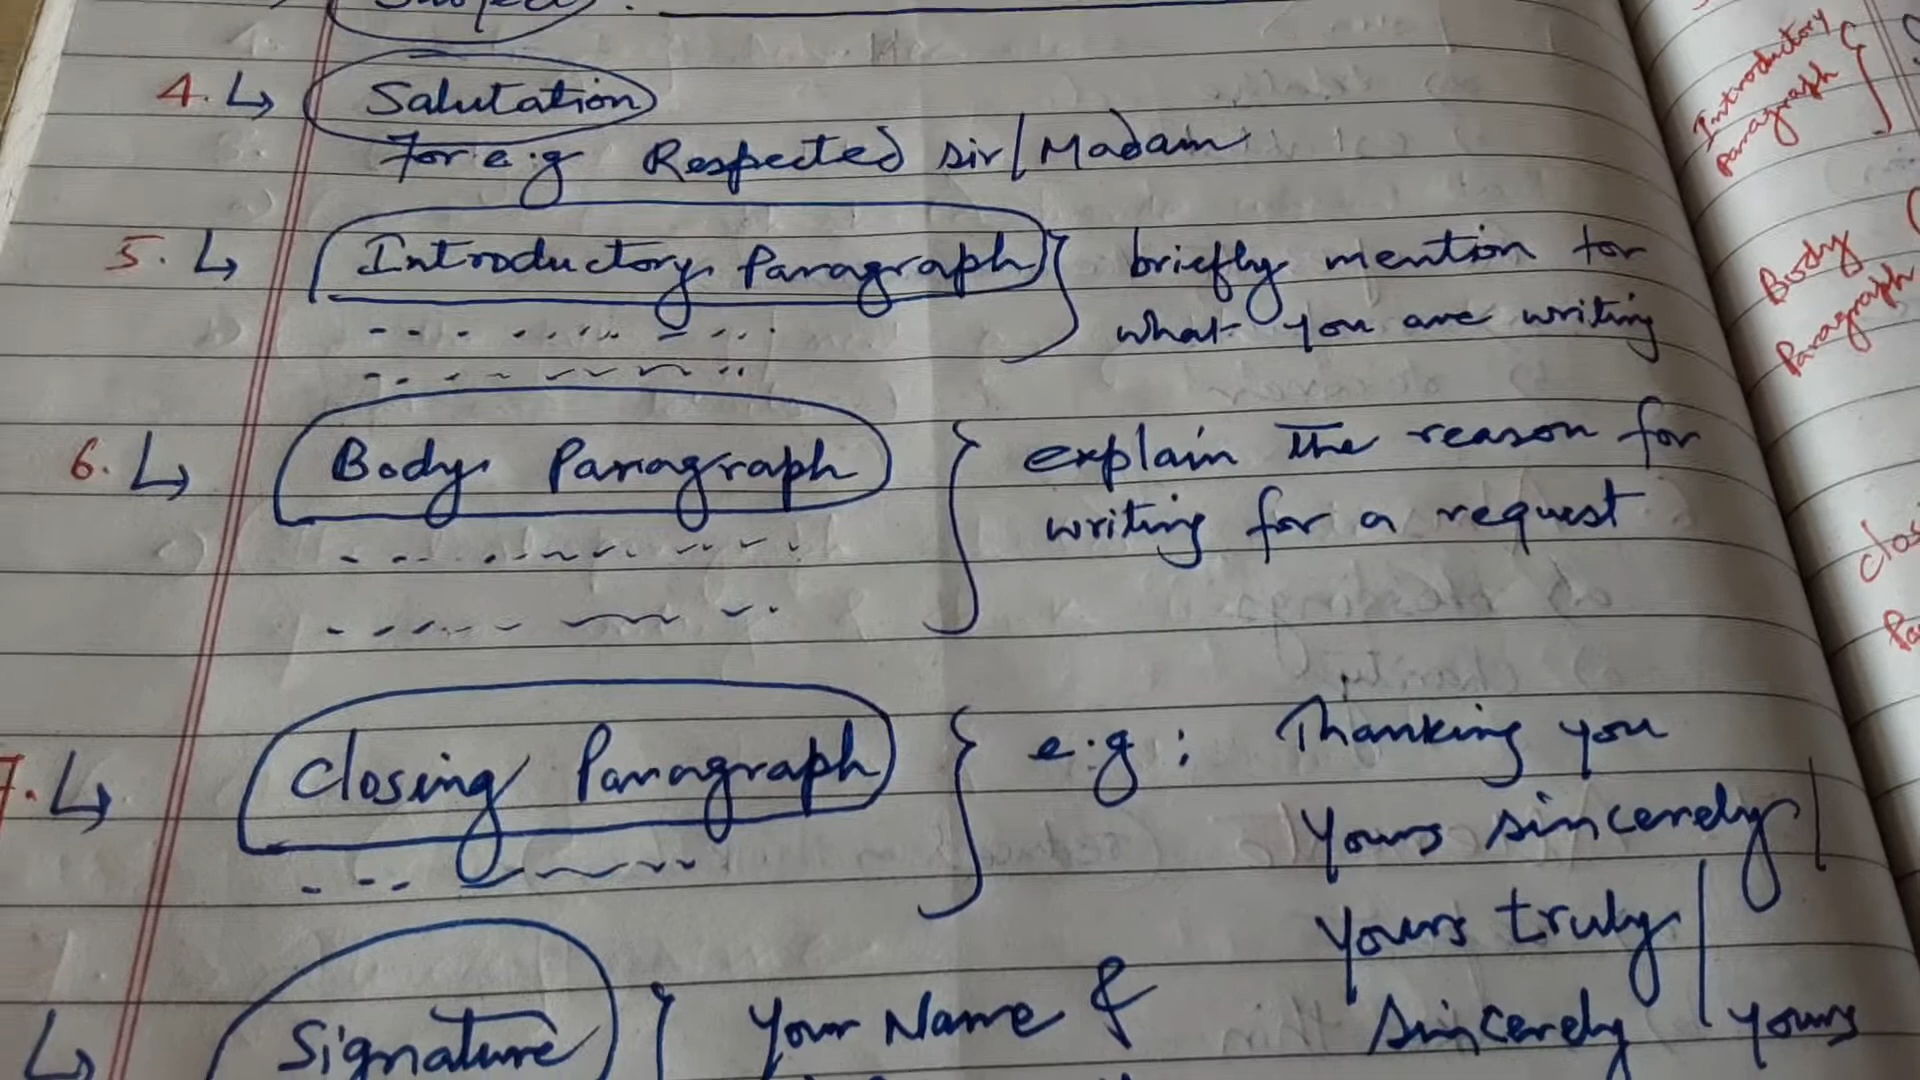 Subject :
4. ↳ Salutation
For e.g Respected sir/Madam
5. ↳ Introductory Paragraph } briefly mention for
what you are writing
6. ↳ Body Paragraph } explain the reason for
writing for a request
7. ↳ Closing Paragraph } e.g : Thanking you
Yours sincerely/
Yours truly/
Sincerely yours
↳ Signature } Your Name &
Introductory
Paragraph
Body
Paragraph